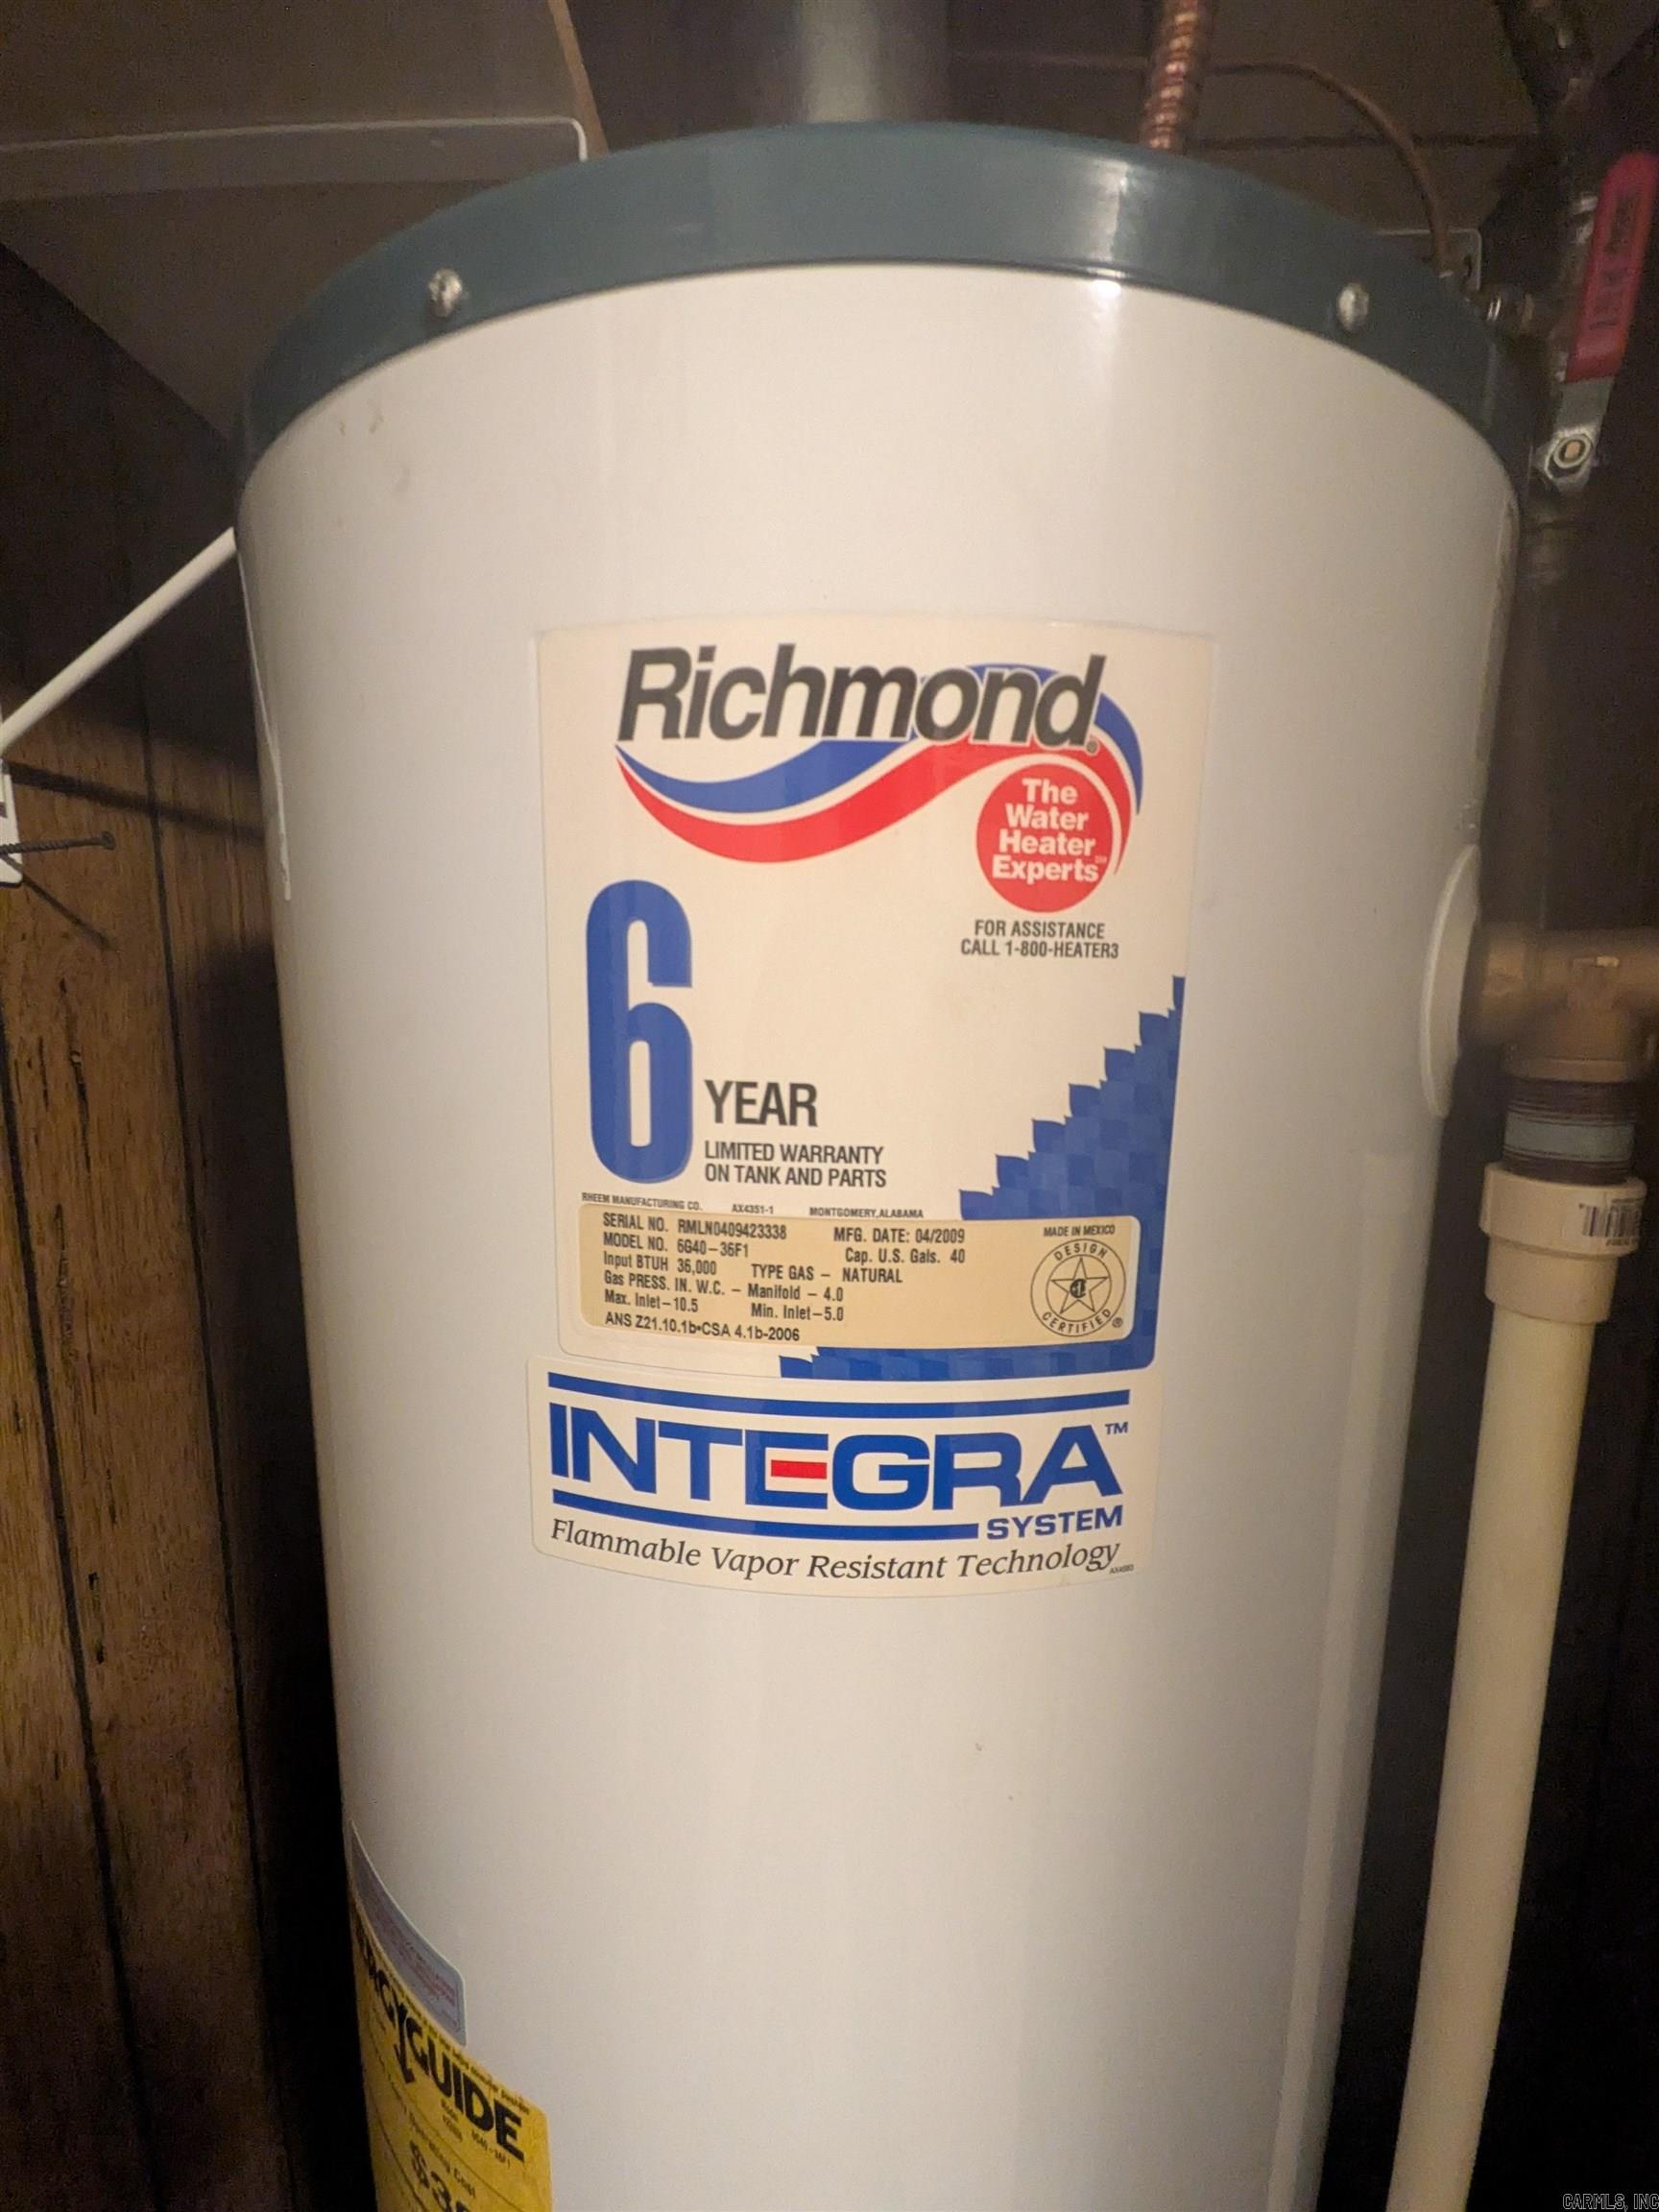 Richmond®
The
Water
Heater
Experts
FOR ASSISTANCE
CALL 1-800-HEATER3
6
YEAR
LIMITED WARRANTY
ON TANK AND PARTS
RHEEM MANUFACTURING CO. AX4351-1 MONTGOMERY, ALABAMA
SERIAL NO. RMLN0409423338 MFG. DATE: 04/2009
MODEL NO. 6G40-36F1 Cap. U.S. Gals. 40
Input BTUH 36,000 TYPE GAS – NATURAL
Gas PRESS. IN. W.C. – Manifold – 4.0
Max. Inlet–10.5 Min. Inlet–5.0
ANS Z21.10.1b•CSA 4.1b-2006
MADE IN MEXICO
DESIGN
CERTIFIED ®
INTEGRA™
SYSTEM
Flammable Vapor Resistant Technology
GUIDE
CARMLS, INC